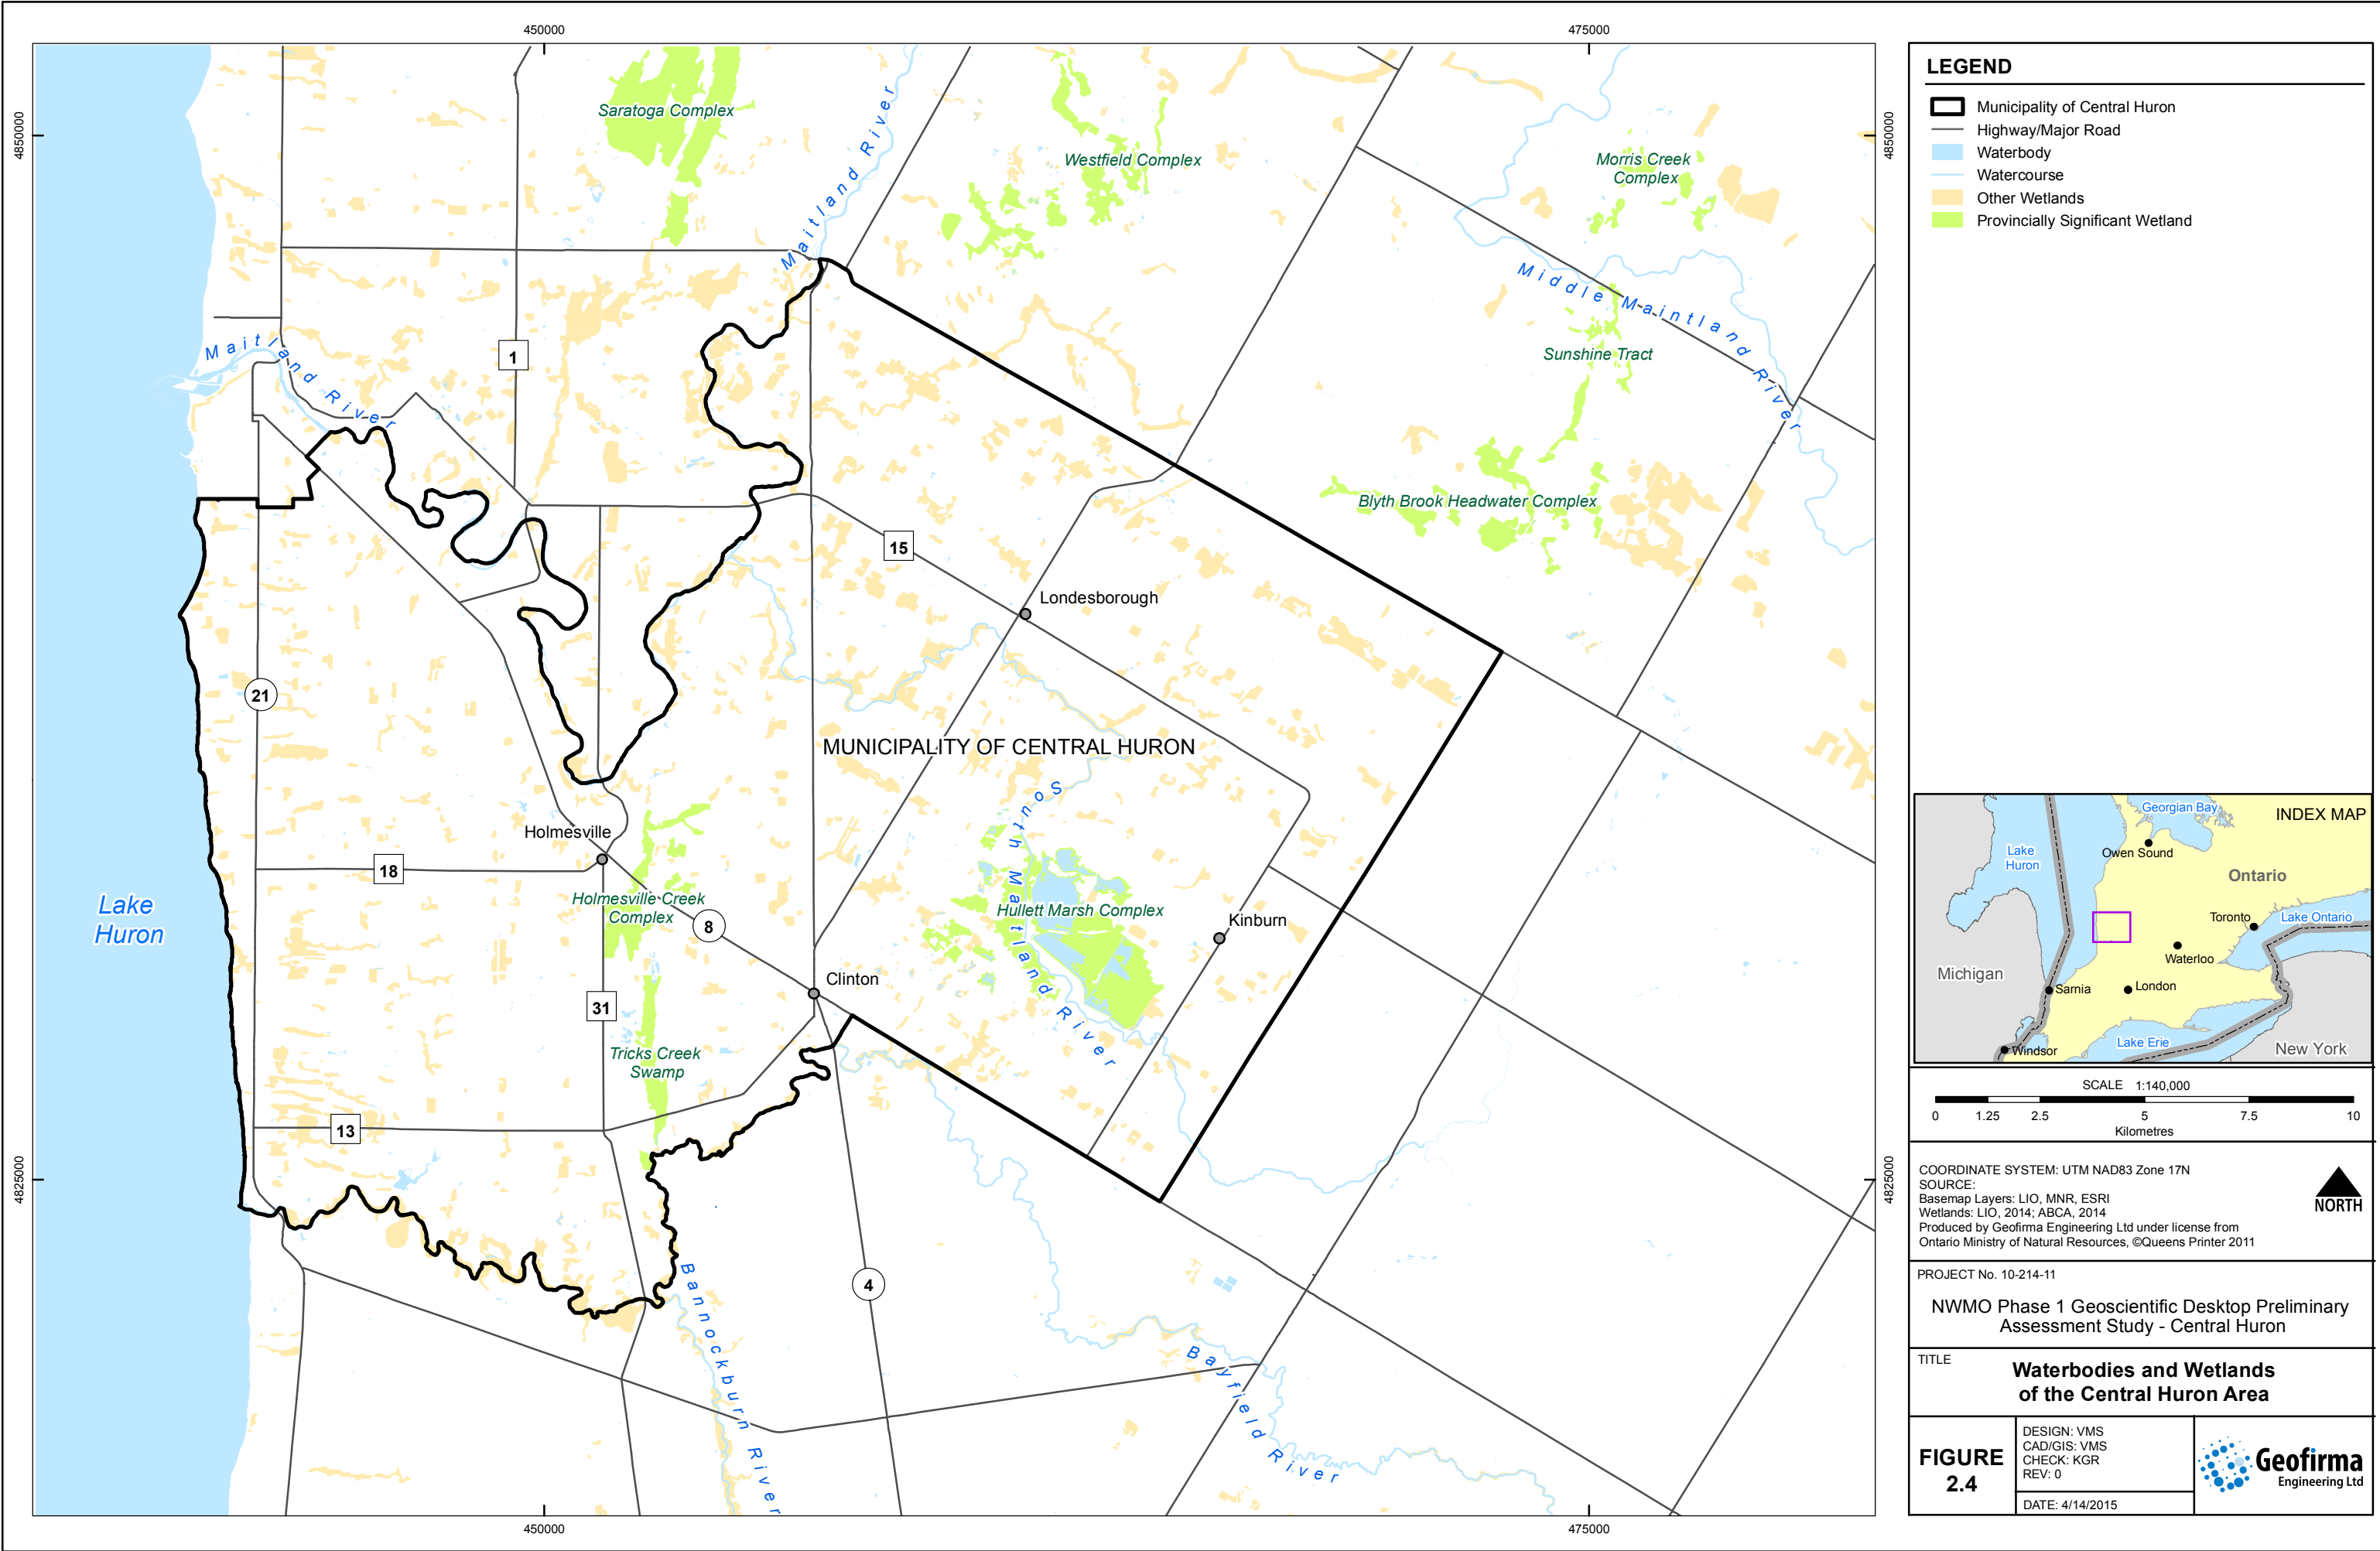 450000
475000
4850000
4850000
Saratoga Complex
Maitland River
Westfield Complex
Morris Creek
Complex
Middle Maintland River
Maitland River
1
Sunshine Tract
Blyth Brook Headwater Complex
15
Londesborough
21
MUNICIPALITY OF CENTRAL HURON
South Maitland River
Holmesville
18
Holmesville Creek
Complex
8
Hullett Marsh Complex
Kinburn
Lake
Huron
Clinton
31
Tricks Creek
Swamp
13
4825000
4825000
4
Bannockburn River
Bayfield River
450000
475000
LEGEND
Municipality of Central Huron
Highway/Major Road
Waterbody
Watercourse
Other Wetlands
Provincially Significant Wetland
INDEX MAP
Georgian Bay
Lake
Huron
Owen Sound
Ontario
Toronto
Lake Ontario
Waterloo
Michigan
Sarnia
London
Windsor
Lake Erie
New York
SCALE 1:140,000
0 1.25 2.5 5 7.5 10
Kilometres
COORDINATE SYSTEM: UTM NAD83 Zone 17N
SOURCE:
Basemap Layers: LIO, MNR, ESRI
Wetlands: LIO, 2014; ABCA, 2014
Produced by Geofirma Engineering Ltd under license from
Ontario Ministry of Natural Resources, ©Queens Printer 2011
NORTH
PROJECT No. 10-214-11
NWMO Phase 1 Geoscientific Desktop Preliminary
Assessment Study - Central Huron
TITLE
Waterbodies and Wetlands
of the Central Huron Area
FIGURE
2.4
DESIGN: VMS
CAD/GIS: VMS
CHECK: KGR
REV: 0
DATE: 4/14/2015
Geofirma
Engineering Ltd